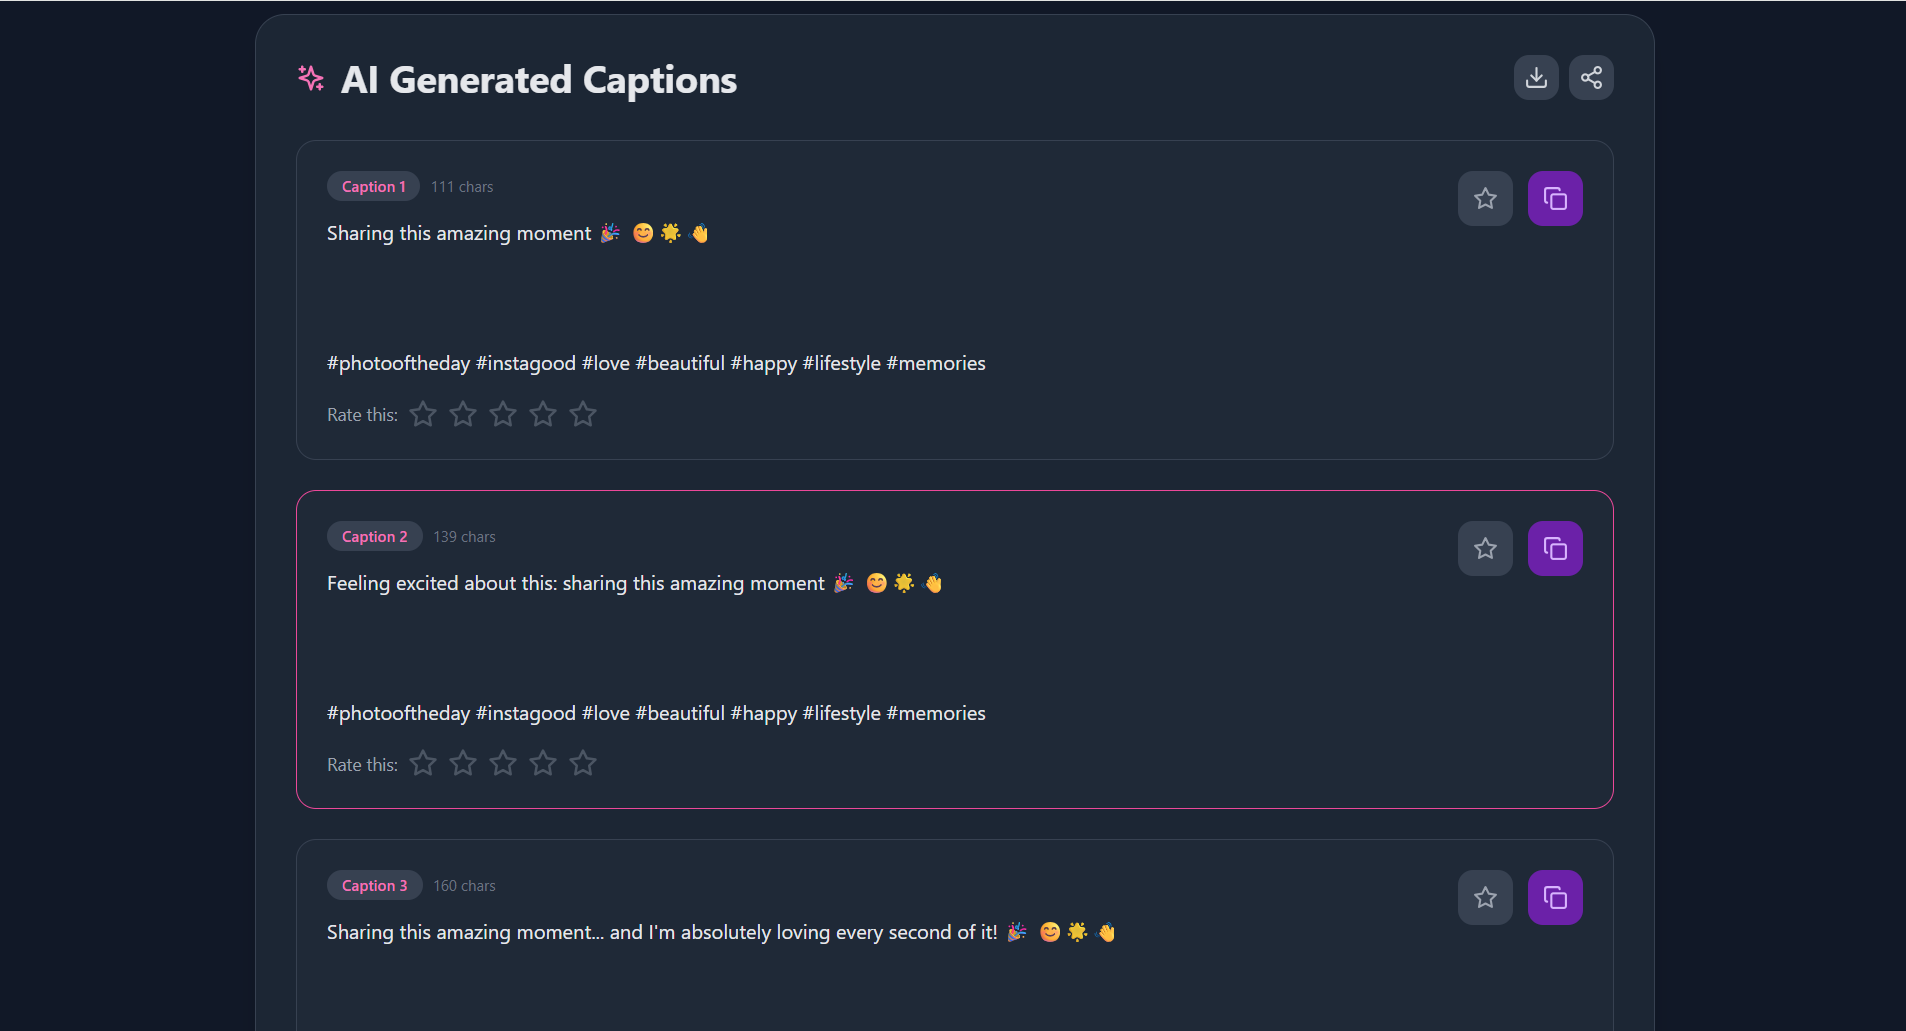 AI Generated Captions
Caption 1 111 chars
Sharing this amazing moment 🎉 😊🌟👋
#photooftheday #instagood #love #beautiful #happy #lifestyle #memories
Rate this:
Caption 2 139 chars
Feeling excited about this: sharing this amazing moment 🎉 😊🌟👋
#photooftheday #instagood #love #beautiful #happy #lifestyle #memories
Rate this:
Caption 3 160 chars
Sharing this amazing moment... and I'm absolutely loving every second of it! 🎉 😊🌟👋